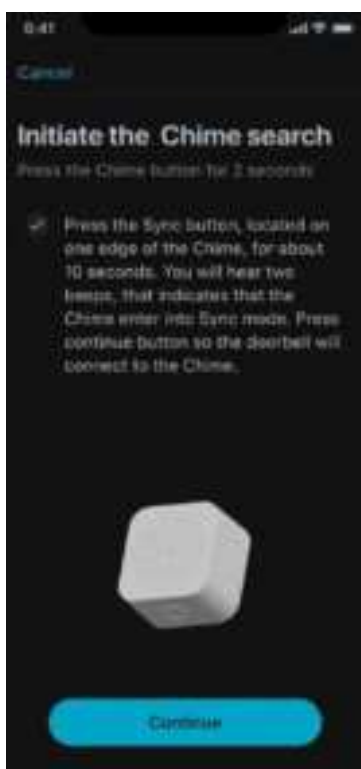 9:41
Cancel
Initiate the Chime search
Press the Chime button for 2 seconds
Press the Sync button, located on
one edge of the Chime, for about
10 seconds. You will hear two
beeps, that indicates that the
Chime enter into Sync mode. Press
continue button so the doorbell will
connect to the Chime.
Continue